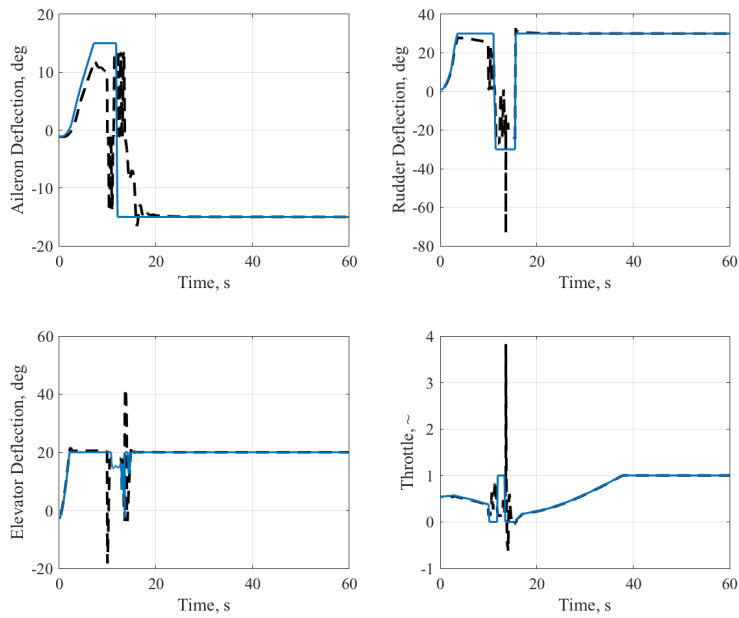 20
10
0
-10
-20
Aileron Deflection, deg
0 20 40 60
Time, s
40
20
0
-20
-40
-60
-80
Rudder Deflection, deg
0 20 40 60
Time, s
60
40
20
0
-20
Elevator Deflection, deg
0 20 40 60
Time, s
4
3
2
1
0
-1
Throttle, ~
0 20 40 60
Time, s